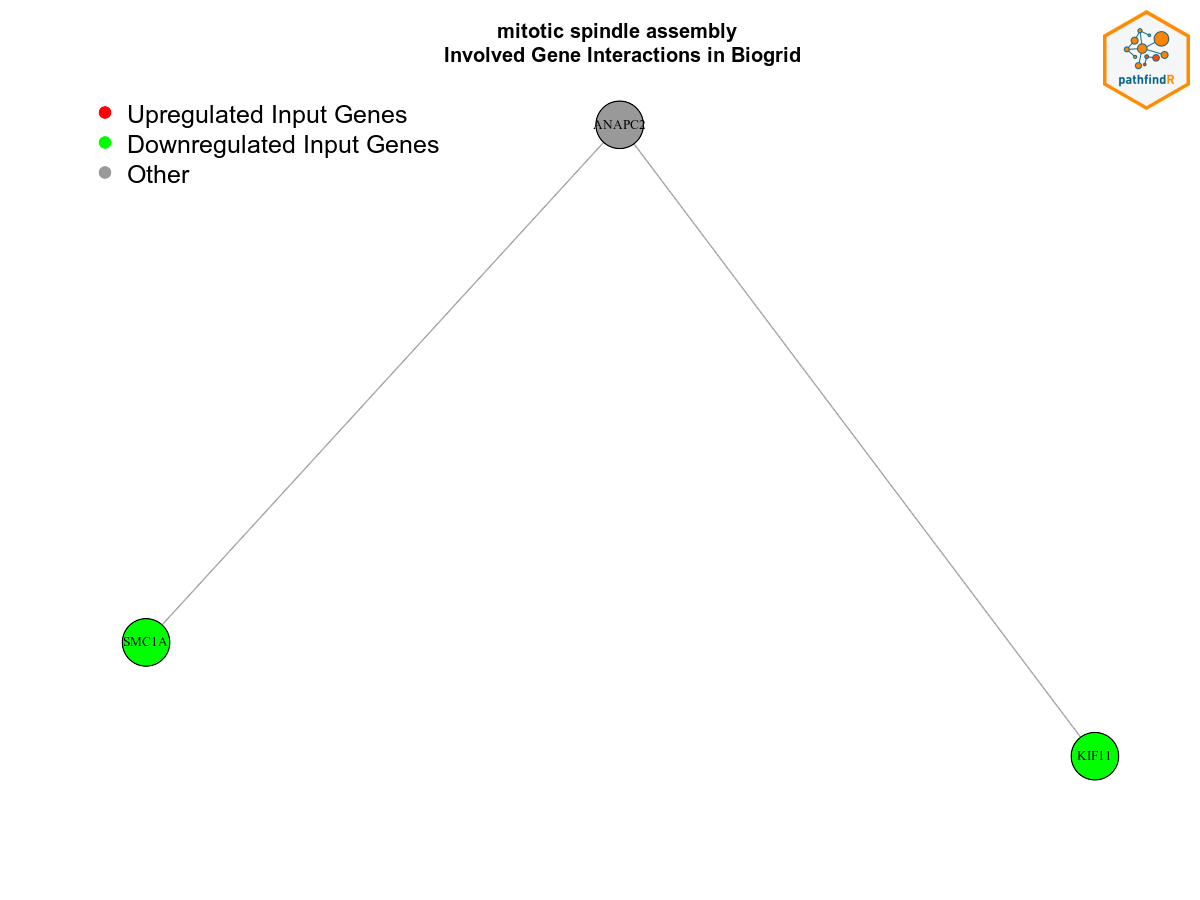 mitotic spindle assembly
Involved Gene Interactions in Biogrid
pathfindR
Upregulated Input Genes
Downregulated Input Genes
Other
ANAPC2
SMC1A
KIF11